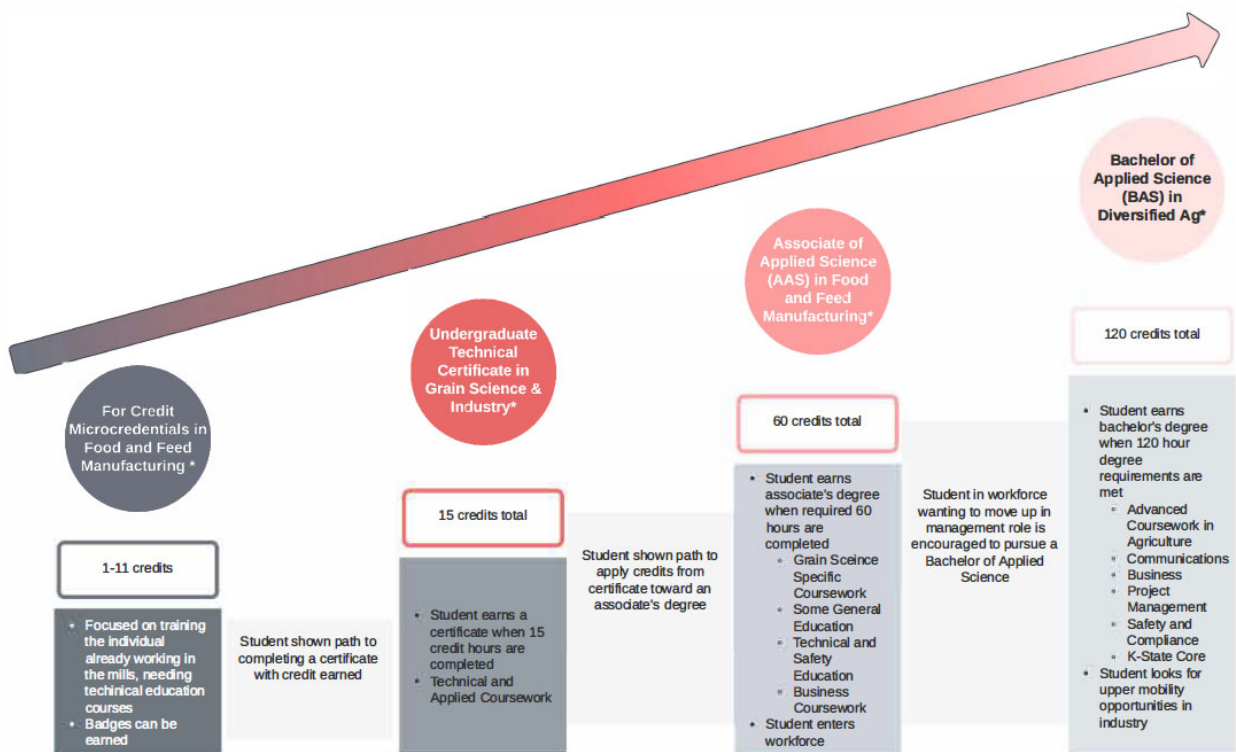 For Credit
Microcredentials in
Food and Feed
Manufacturing *
1-11 credits
• Focused on training
the individual
already working in
the mills, needing
techinical education
courses
• Badges can be
earned
Student shown path to
completing a certificate
with credit earned
Undergraduate
Technical
Certificate in
Grain Science &
Industry*
15 credits total
• Student earns a
certificate when 15
credit hours are
completed
• Technical and
Applied Coursework
Student shown path to
apply credits from
certificate toward an
associate's degree
Associate of
Applied Science
(AAS) in Food
and Feed
Manufacturing*
60 credits total
• Student earns
associate's degree
when required 60
hours are
completed
◦ Grain Sceince
Specific
Coursework
◦ Some General
Education
◦ Technical and
Safety
Education
◦ Business
Coursework
• Student enters
workforce
Student in workforce
wanting to move up in
management role is
encouraged to pursue a
Bachelor of Applied
Science
Bachelor of
Applied Science
(BAS) in
Diversified Ag*
120 credits total
• Student earns
bachelor's degree
when 120 hour
degree
requirements are
met
◦ Advanced
Coursework in
Agriculture
◦ Communications
◦ Business
◦ Project
Management
◦ Safety and
Compliance
◦ K-State Core
• Student looks for
upper mobility
opportunities in
industry